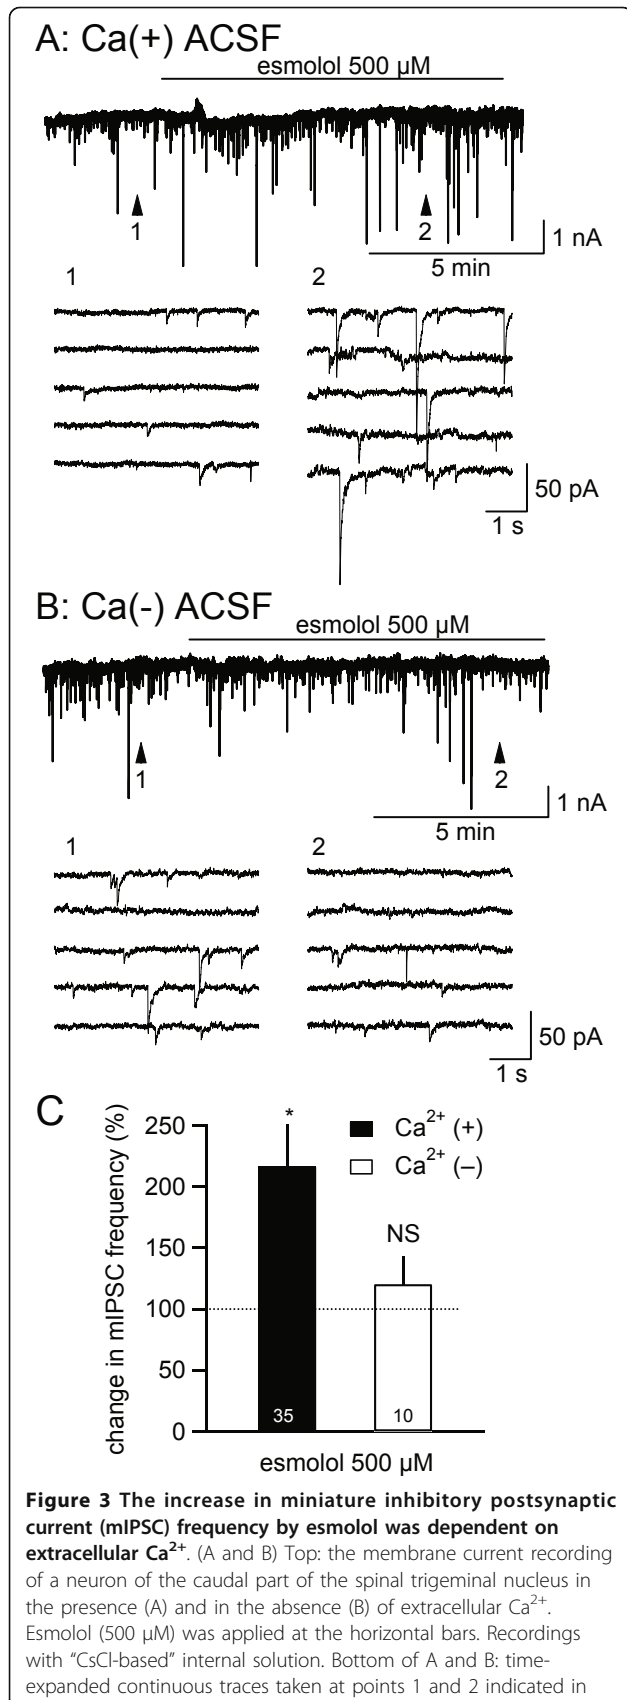 A: Ca(+) ACSF
esmolol 500 µM
1
2
1 nA
5 min
1
2
50 pA
1 s
B: Ca(-) ACSF
esmolol 500 µM
1
2
1 nA
5 min
1
2
50 pA
1 s
C
change in mIPSC frequency (%)
250
200
150
100
50
0
*
Ca2+ (+)
Ca2+ (–)
NS
35
10
esmolol 500 µM
Figure 3 The increase in miniature inhibitory postsynaptic
current (mIPSC) frequency by esmolol was dependent on
extracellular Ca2+. (A and B) Top: the membrane current recording
of a neuron of the caudal part of the spinal trigeminal nucleus in
the presence (A) and in the absence (B) of extracellular Ca2+.
Esmolol (500 µM) was applied at the horizontal bars. Recordings
with “CsCl-based” internal solution. Bottom of A and B: time-
expanded continuous traces taken at points 1 and 2 indicated in